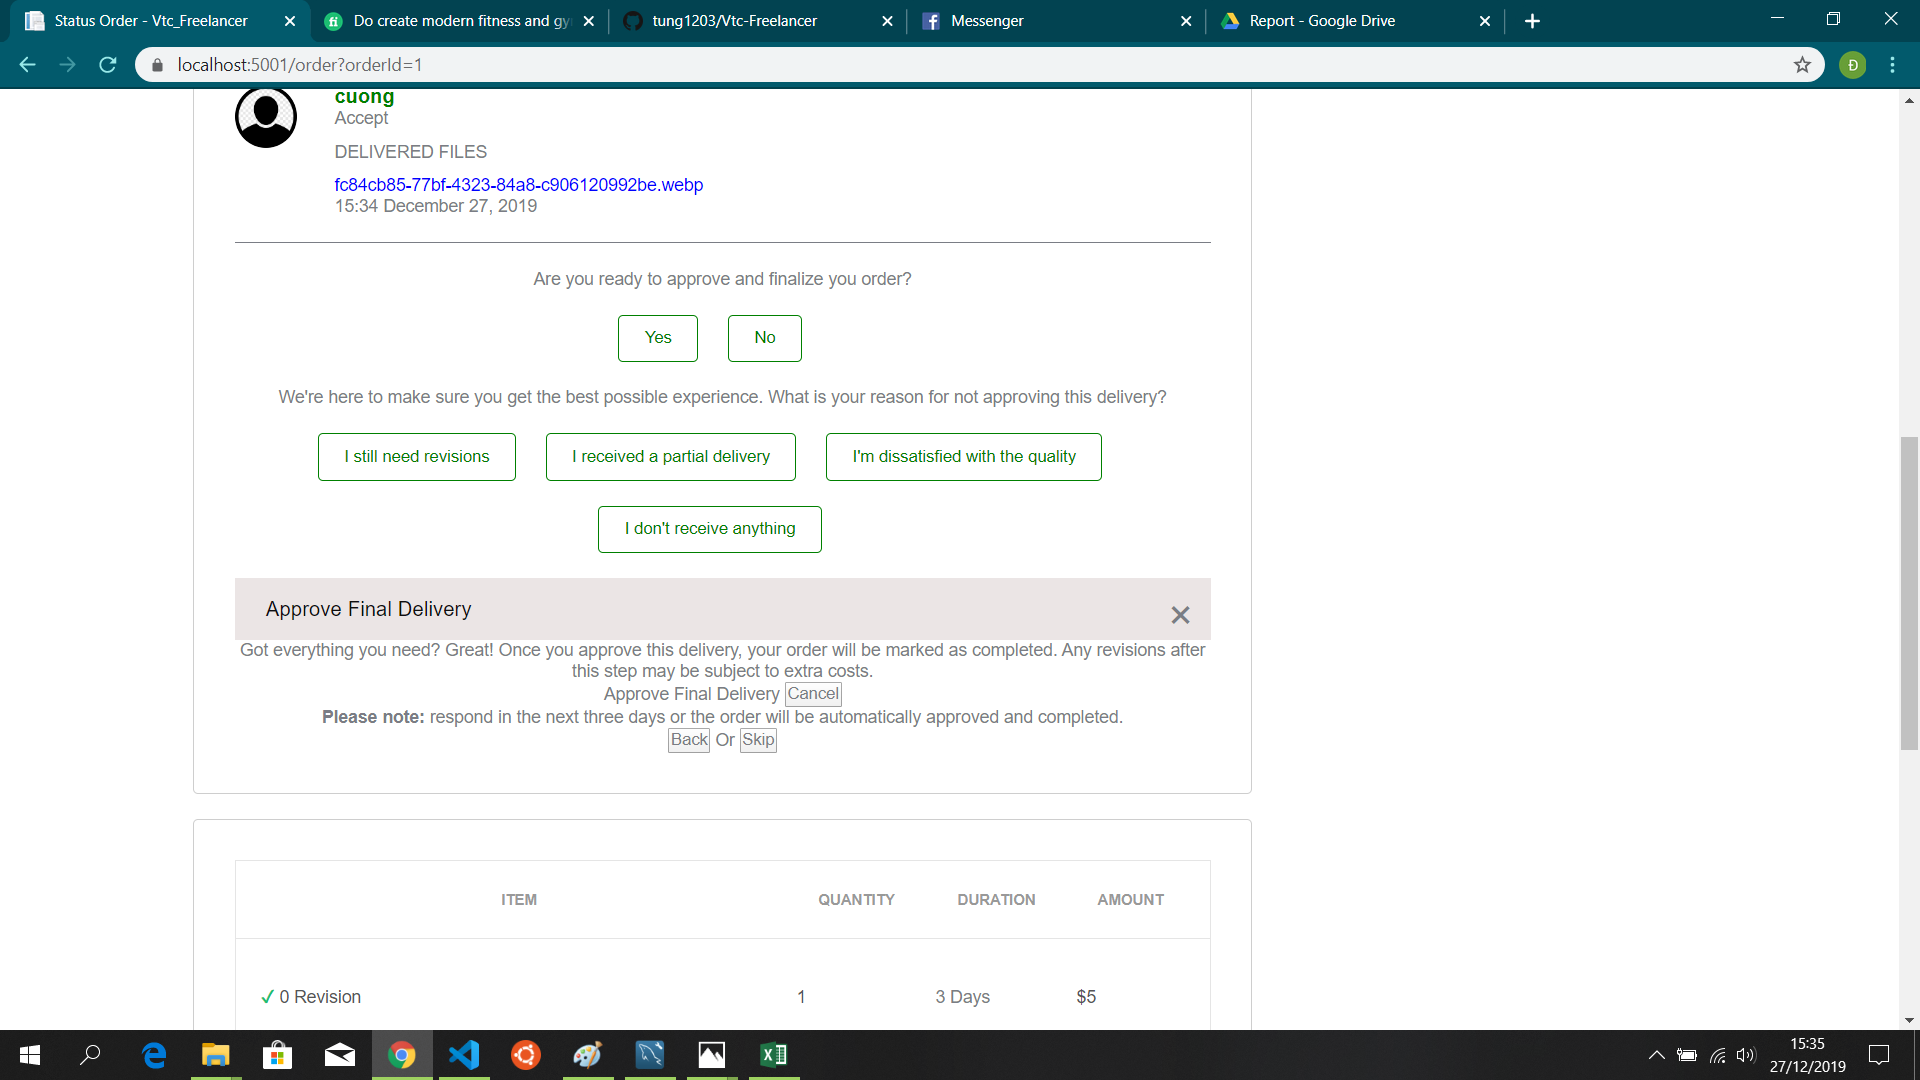 Status Order - Vtc_Freelancer
Do create modern fitness and gy
tung1203/Vtc-Freelancer
Messenger
Report - Google Drive
localhost:5001/order?orderId=1
Đ
cuong
Accept
DELIVERED FILES
fc84cb85-77bf-4323-84a8-c906120992be.webp
15:34 December 27, 2019
Are you ready to approve and finalize you order?
Yes
No
We're here to make sure you get the best possible experience. What is your reason for not approving this delivery?
I still need revisions
I received a partial delivery
I'm dissatisfied with the quality
I don't receive anything
Approve Final Delivery
Got everything you need? Great! Once you approve this delivery, your order will be marked as completed. Any revisions after
this step may be subject to extra costs.
Approve Final Delivery Cancel
Please note: respond in the next three days or the order will be automatically approved and completed.
Back Or Skip
ITEM QUANTITY DURATION AMOUNT
0 Revision 1 3 Days $5
15:35
27/12/2019